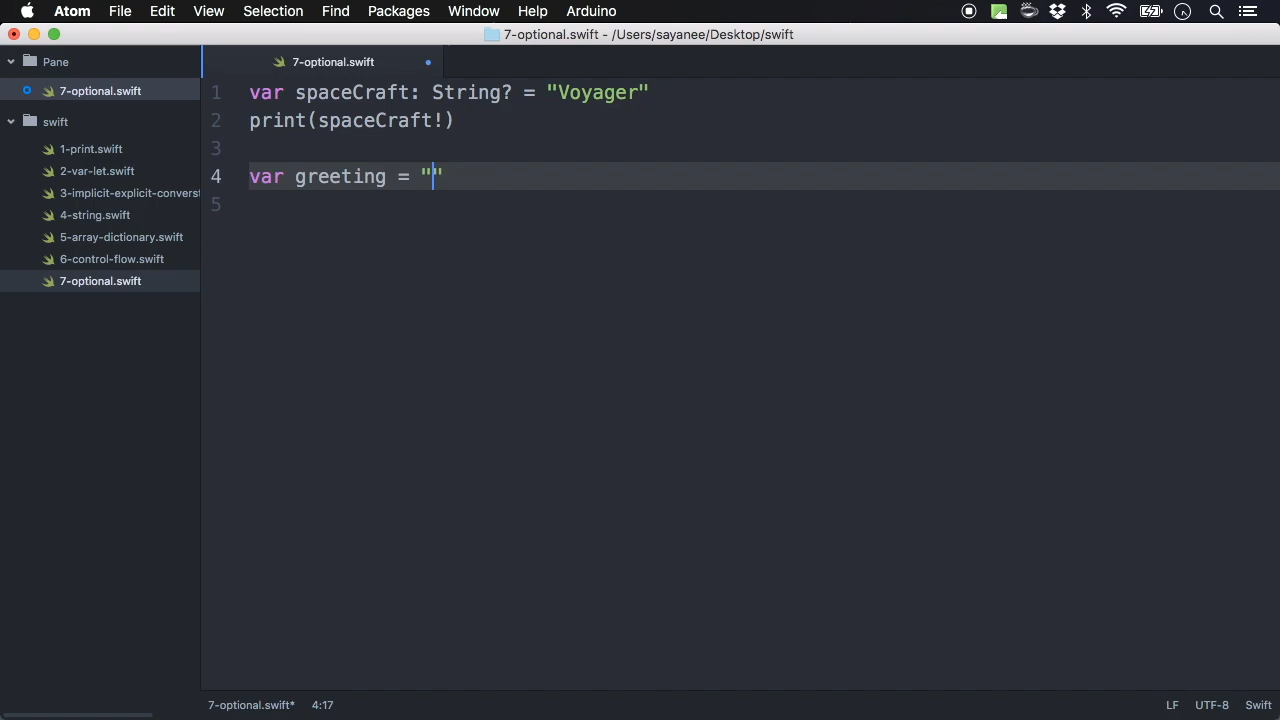 Atom File Edit View Selection Find Packages Window Help Arduino
7-optional.swift - /Users/sayanee/Desktop/swift
Pane
7-optional.swift
swift
1-print.swift
2-var-let.swift
3-implicit-explicit-converst
4-string.swift
5-array-dictionary.swift
6-control-flow.swift
7-optional.swift
7-optional.swift
1 var spaceCraft: String? = "Voyager"
2 print(spaceCraft!)
3
4 var greeting = ""
5
7-optional.swift* 4:17 LF UTF-8 Swift